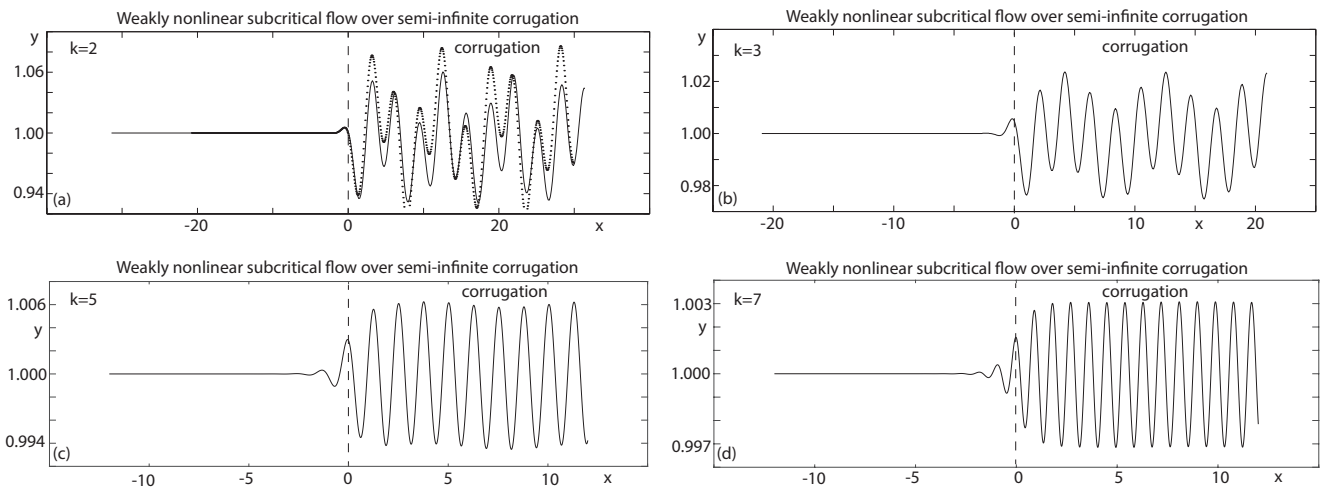 Weakly nonlinear subcritical flow over semi-infinite corrugation
y
k=2
corrugation
1.06
1.00
0.94
(a)
-20
0
20
x
Weakly nonlinear subcritical flow over semi-infinite corrugation
y
k=3
corrugation
1.02
1.00
0.98
(b)
-20
-10
0
10
x
20
Weakly nonlinear subcritical flow over semi-infinite corrugation
1.006
k=5
corrugation
y
1.000
0.994
(c)
-10
-5
0
5
10
x
Weakly nonlinear subcritical flow over semi-infinite corrugation
1.003
k=7
corrugation
y
1.000
0.997
(d)
-10
-5
0
5
10
x